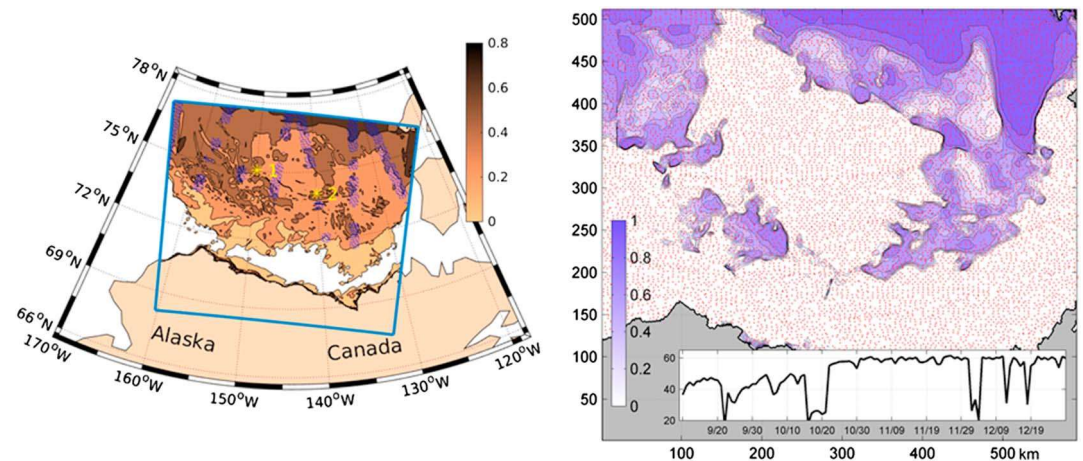 78°N
75°N
72°N
69°N
66°N
170°W
160°W
150°W
140°W
130°W
120°W
Alaska
Canada
* 1
* 2
0.8
0.6
0.4
0.2
0
500
450
400
350
300
250
200
150
100
50
1
0.8
0.6
0.4
0.2
0
60
40
20
9/20 9/30 10/10 10/20 10/30 11/09 11/19 11/29 12/09 12/19
100 200 300 400 500 km